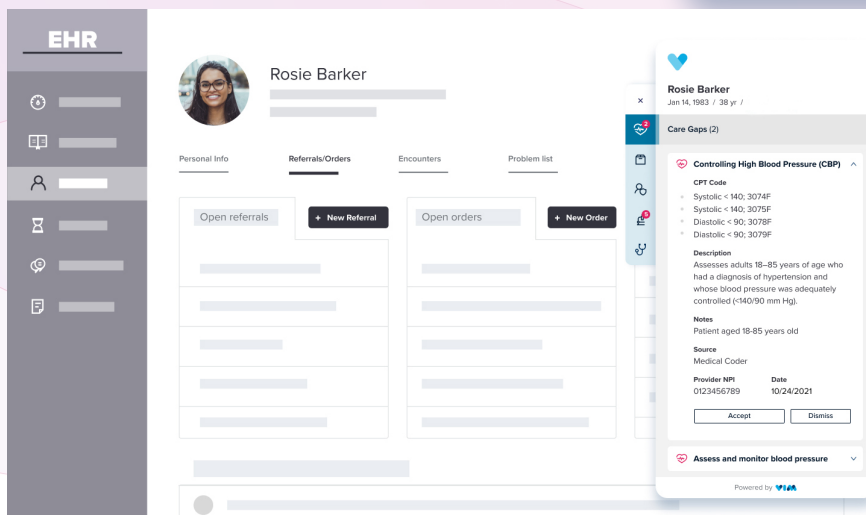 EHR
Rosie Barker
Personal Info
Referrals/Orders
Encounters
Problem list
Open referrals
+ New Referral
Open orders
+ New Order
×
2
5
Rosie Barker
Jan 14, 1983 / 38 yr /
Care Gaps (2)
Controlling High Blood Pressure (CBP)
CPT Code
Systolic < 140; 3074F
Systolic < 140; 3075F
Diastolic < 90; 3078F
Diastolic < 90; 3079F
Description
Assesses adults 18–85 years of age who
had a diagnosis of hypertension and
whose blood pressure was adequately
controlled (<140/90 mm Hg).
Notes
Patient aged 18-85 years old
Source
Medical Coder
Provider NPI Date
0123456789 10/24/2021
Accept Dismiss
Assess and monitor blood pressure
Powered by VIM